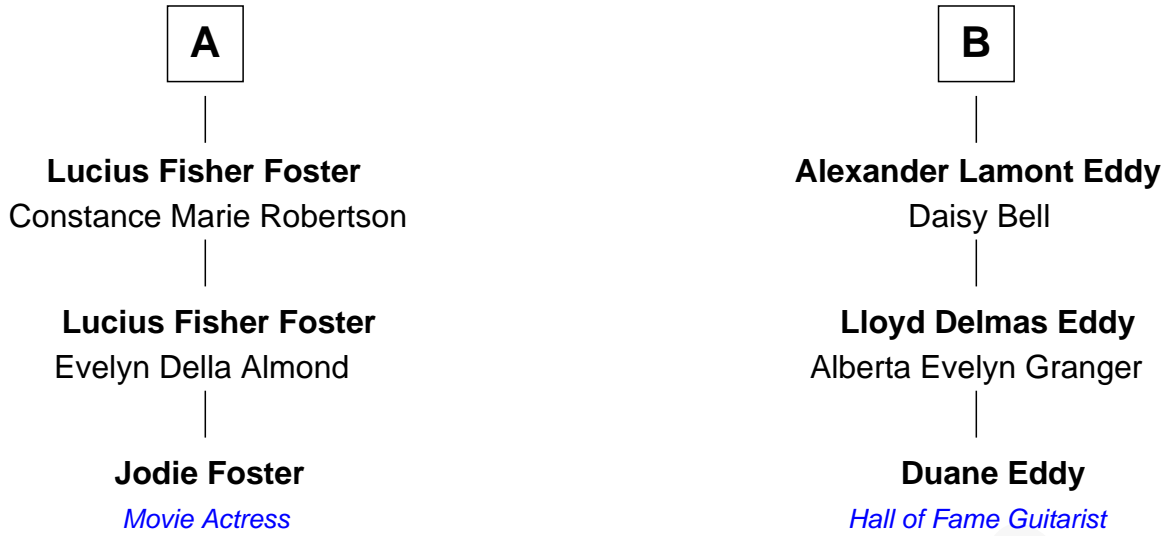 A
B
Lucius Fisher Foster
Constance Marie Robertson
Alexander Lamont Eddy
Daisy Bell
Lucius Fisher Foster
Evelyn Della Almond
Lloyd Delmas Eddy
Alberta Evelyn Granger
Jodie Foster
Movie Actress
Duane Eddy
Hall of Fame Guitarist